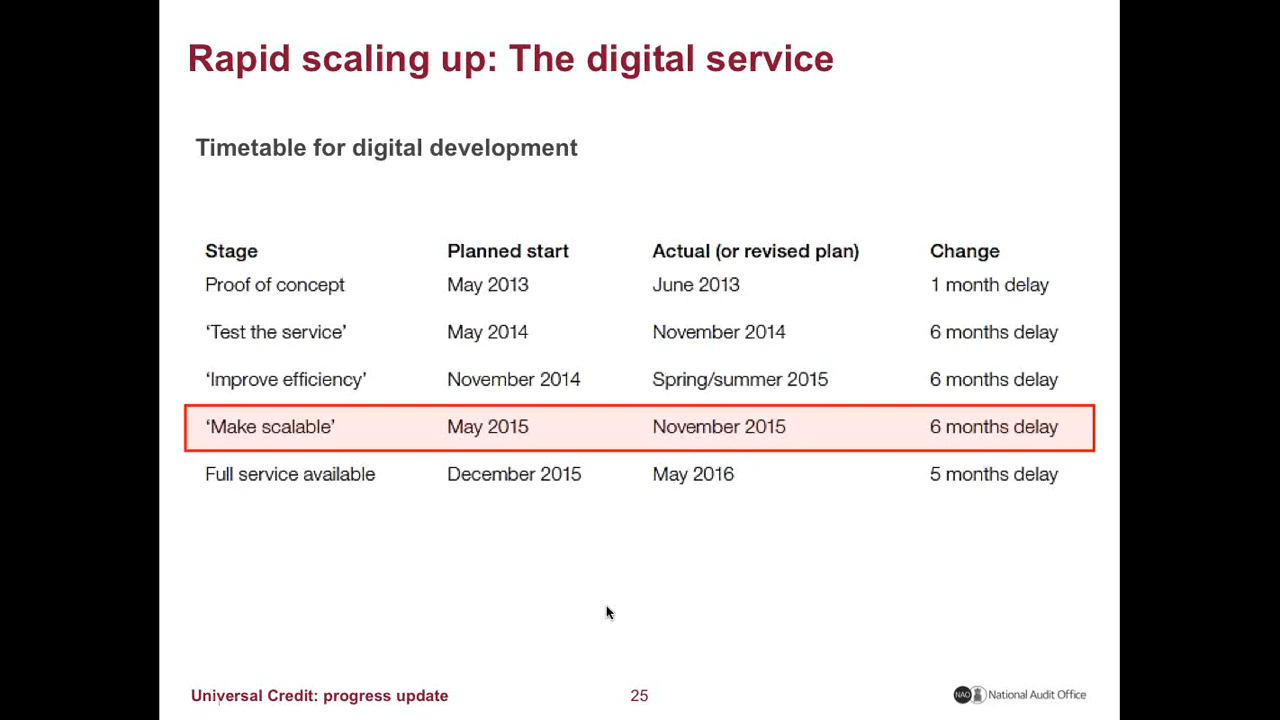 Rapid scaling up: The digital service
Timetable for digital development
Stage Planned start Actual (or revised plan) Change
Proof of concept May 2013 June 2013 1 month delay
‘Test the service’ May 2014 November 2014 6 months delay
‘Improve efficiency’ November 2014 Spring/summer 2015 6 months delay
‘Make scalable’ May 2015 November 2015 6 months delay
Full service available December 2015 May 2016 5 months delay
Universal Credit: progress update 25 NAO National Audit Office